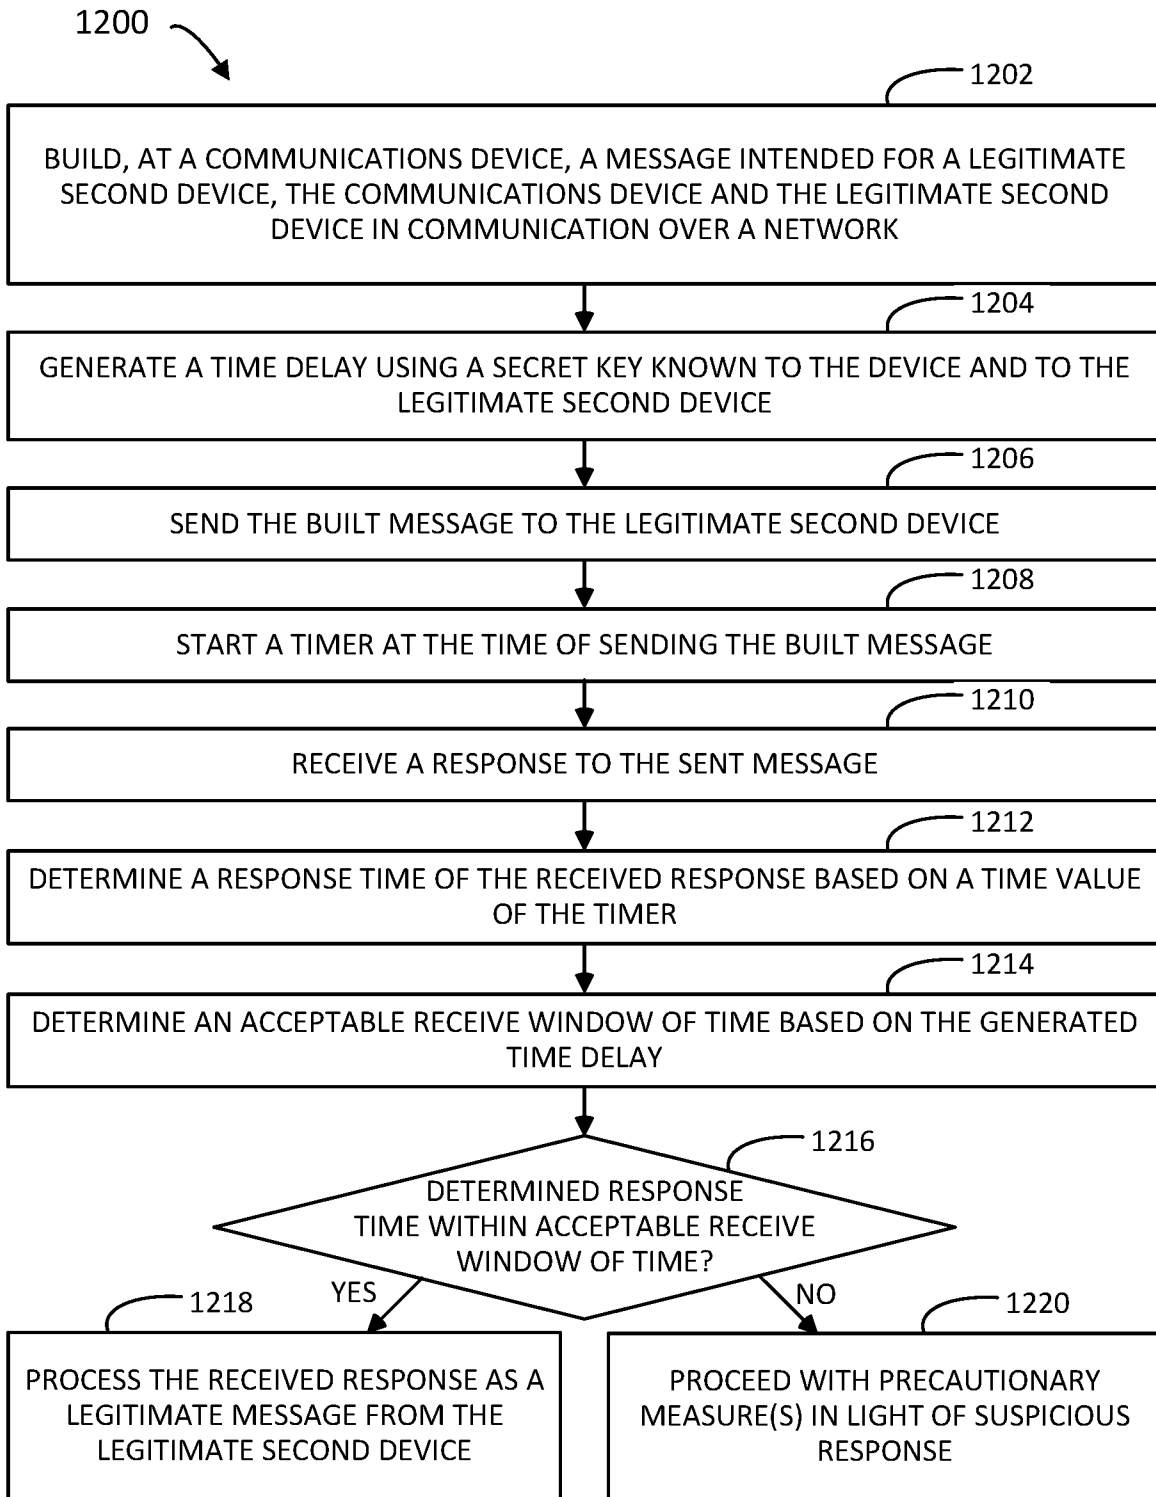 1200
1202
BUILD, AT A COMMUNICATIONS DEVICE, A MESSAGE INTENDED FOR A LEGITIMATE
SECOND DEVICE, THE COMMUNICATIONS DEVICE AND THE LEGITIMATE SECOND
DEVICE IN COMMUNICATION OVER A NETWORK
1204
GENERATE A TIME DELAY USING A SECRET KEY KNOWN TO THE DEVICE AND TO THE
LEGITIMATE SECOND DEVICE
1206
SEND THE BUILT MESSAGE TO THE LEGITIMATE SECOND DEVICE
1208
START A TIMER AT THE TIME OF SENDING THE BUILT MESSAGE
1210
RECEIVE A RESPONSE TO THE SENT MESSAGE
1212
DETERMINE A RESPONSE TIME OF THE RECEIVED RESPONSE BASED ON A TIME VALUE
OF THE TIMER
1214
DETERMINE AN ACCEPTABLE RECEIVE WINDOW OF TIME BASED ON THE GENERATED
TIME DELAY
1216
DETERMINED RESPONSE
TIME WITHIN ACCEPTABLE RECEIVE
WINDOW OF TIME?
YES
NO
1218
PROCESS THE RECEIVED RESPONSE AS A
LEGITIMATE MESSAGE FROM THE
LEGITIMATE SECOND DEVICE
1220
PROCEED WITH PRECAUTIONARY
MEASURE(S) IN LIGHT OF SUSPICIOUS
RESPONSE